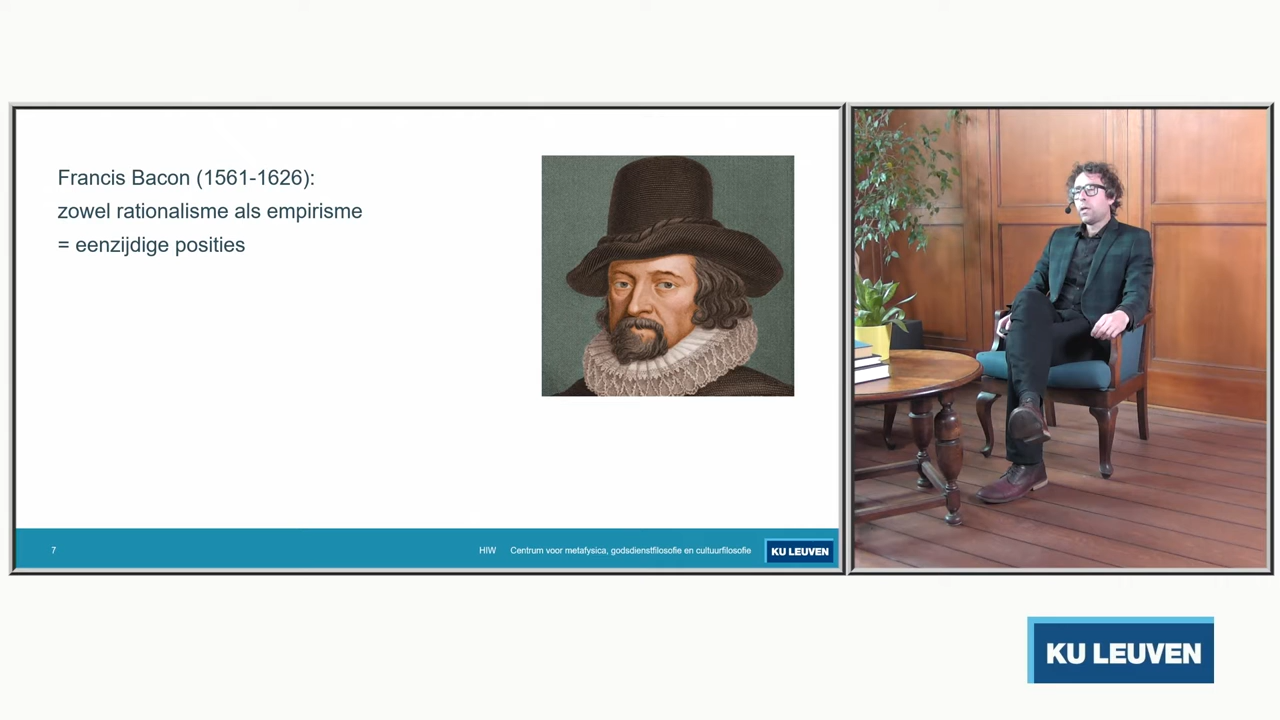 Francis Bacon (1561-1626):
zowel rationalisme als empirisme
= eenzijdige posities
7
HIW Centrum voor metafysica, godsdienstfilosofie en cultuurfilosofie
KU LEUVEN
KU LEUVEN